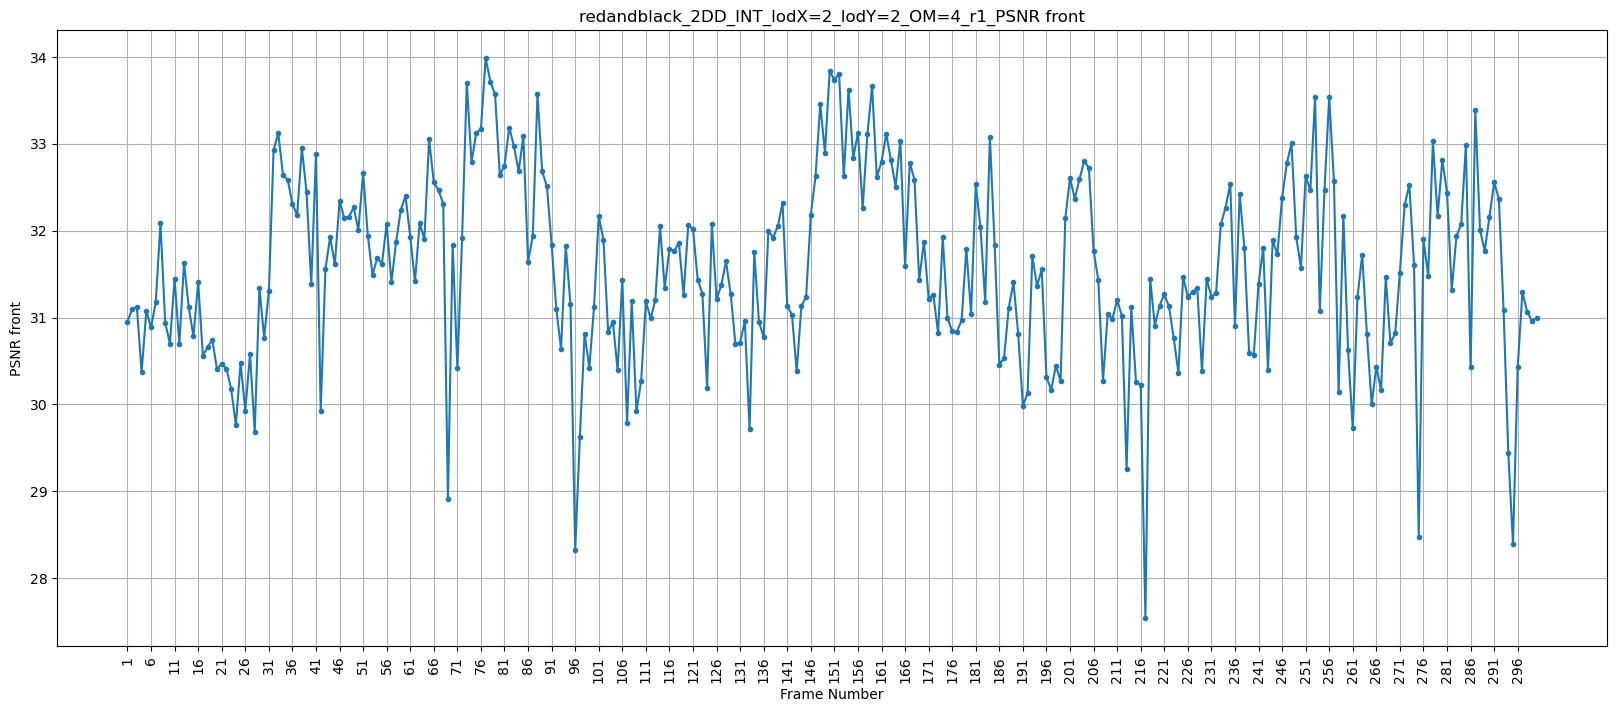 redandblack_2DD_INT_lodX=2_lodY=2_OM=4_r1_PSNR front
34
33
32
31
30
29
28
PSNR front
1 6 11 16 21 26 31 36 41 46 51 56 61 66 71 76 81 86 91 96 101 106 111 116 121 126 131 136 141 146 151 156 161 166 171 176 181 186 191 196 201 206 211 216 221 226 231 236 241 246 251 256 261 266 271 276 281 286 291 296
Frame Number